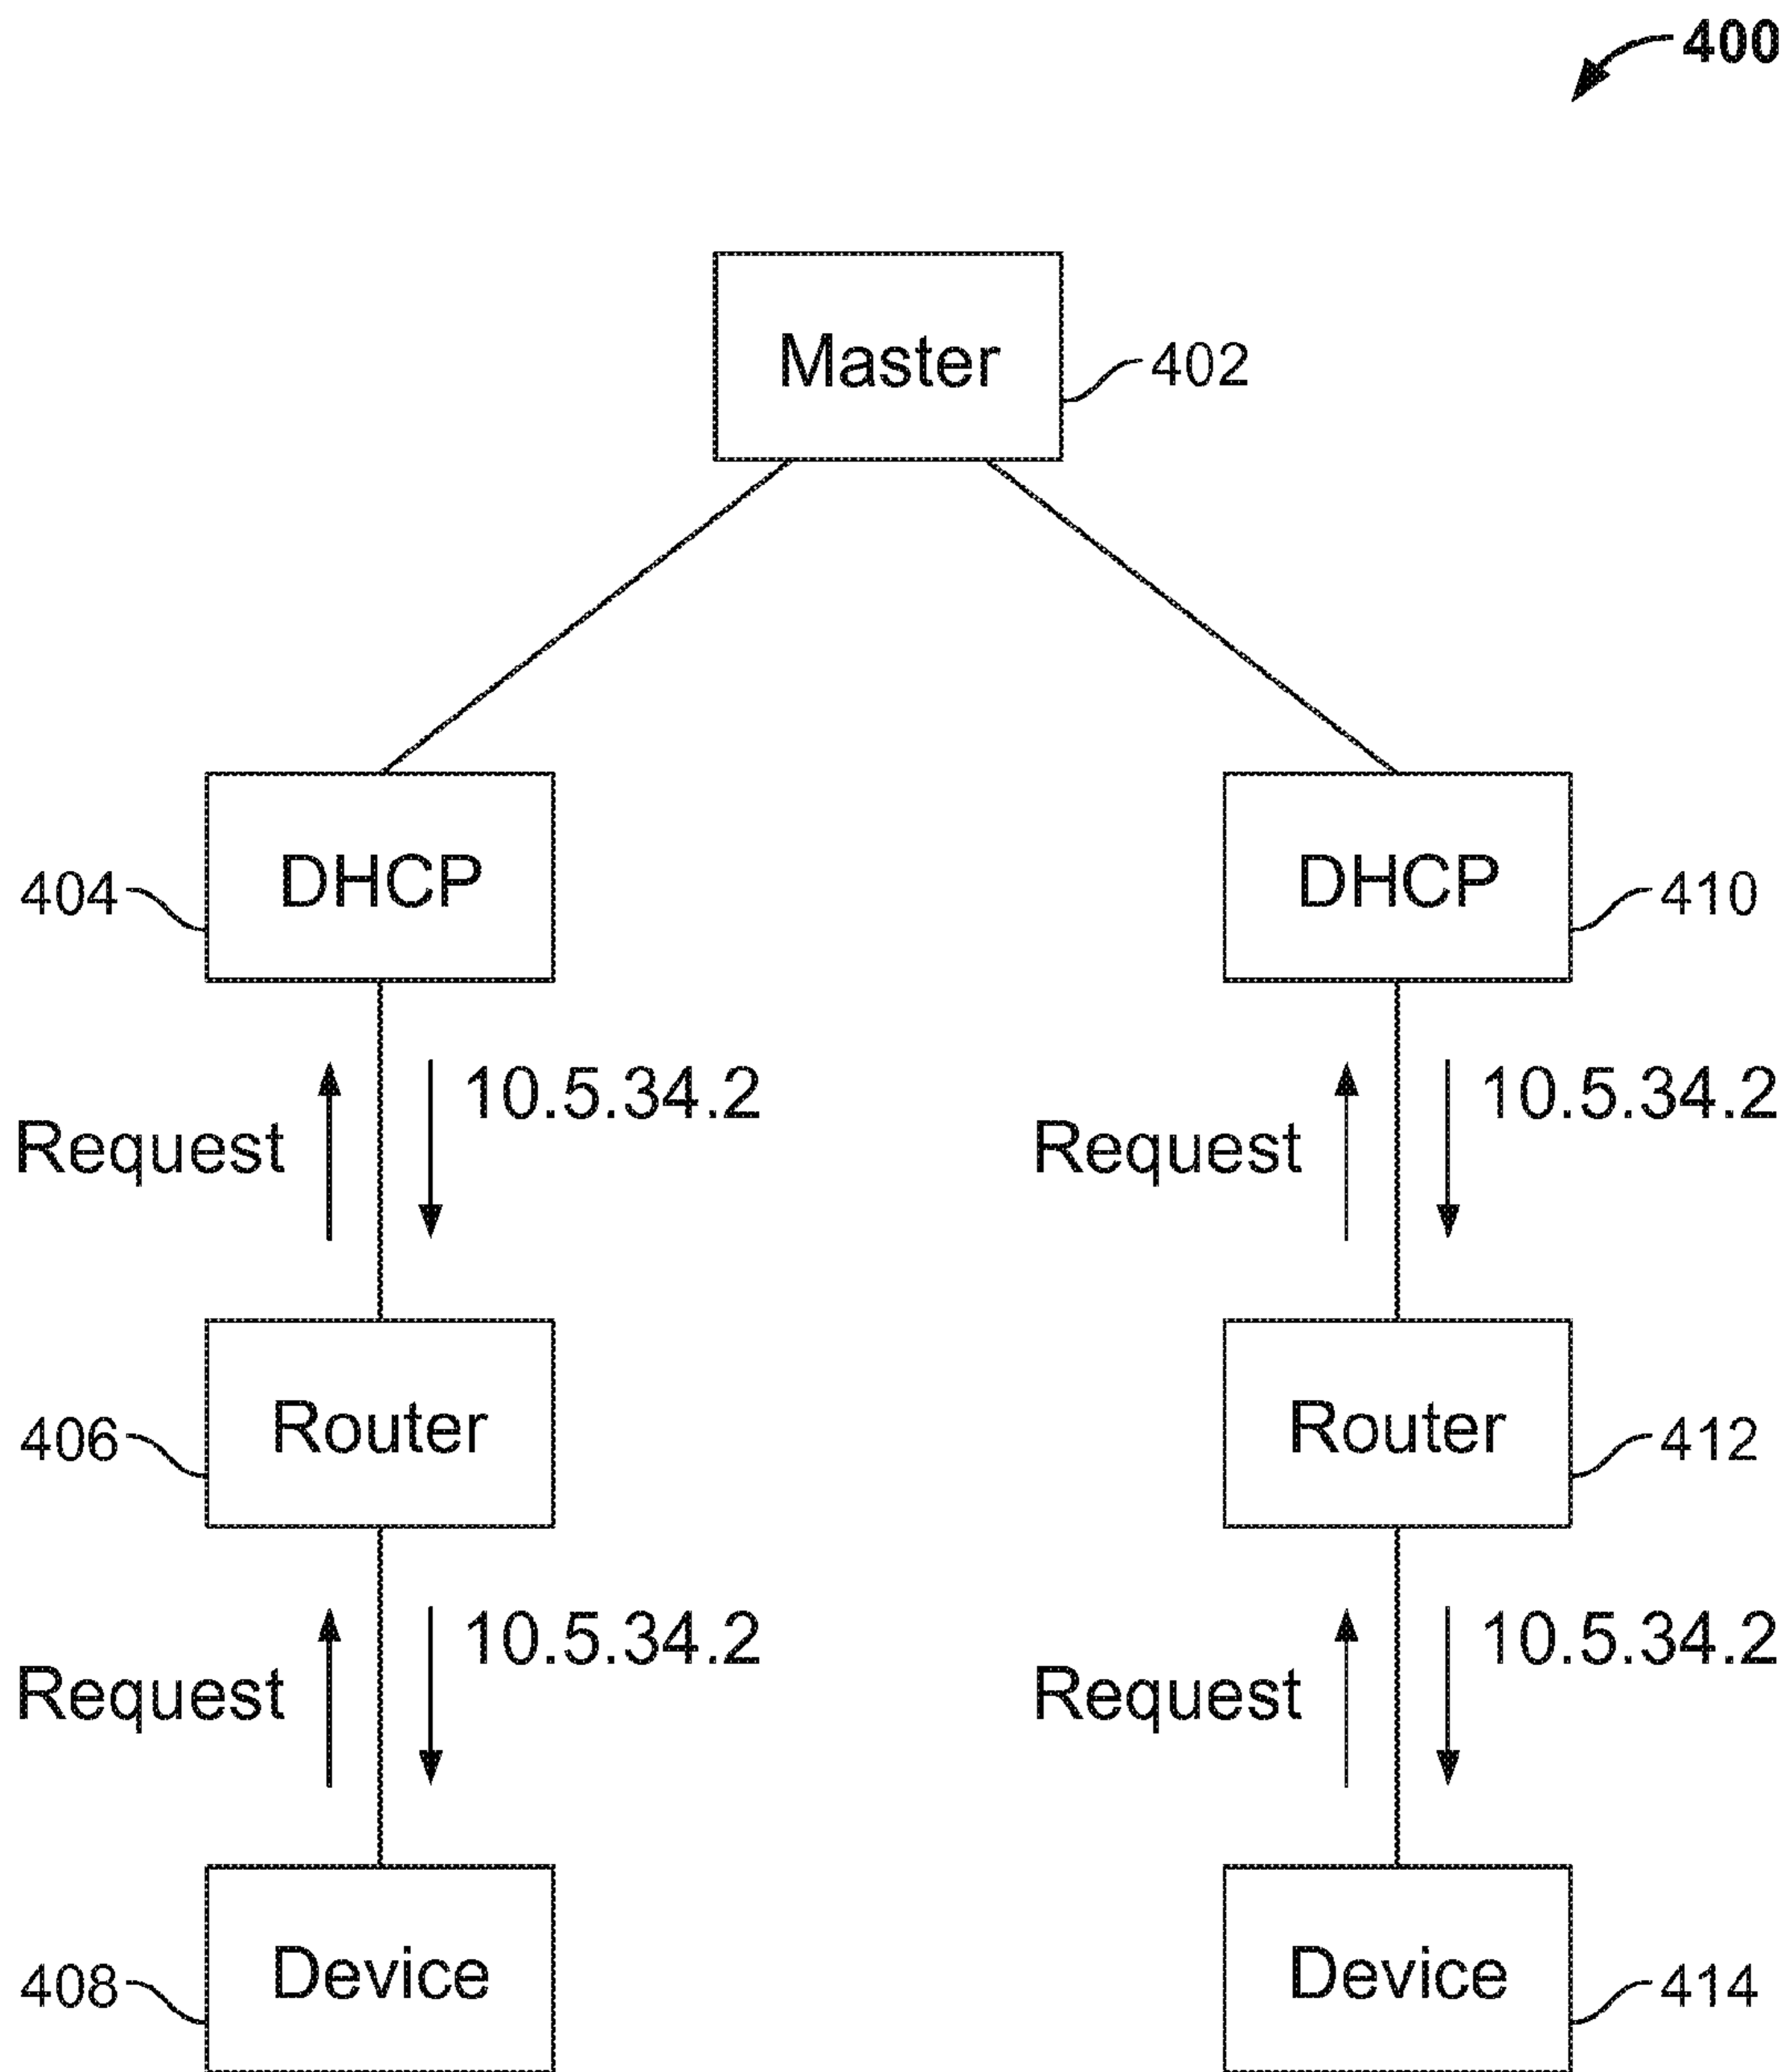 400
Master
402
DHCP
404
DHCP
410
10.5.34.2
Request
10.5.34.2
Request
Router
406
Router
412
10.5.34.2
Request
10.5.34.2
Request
Device
408
Device
414